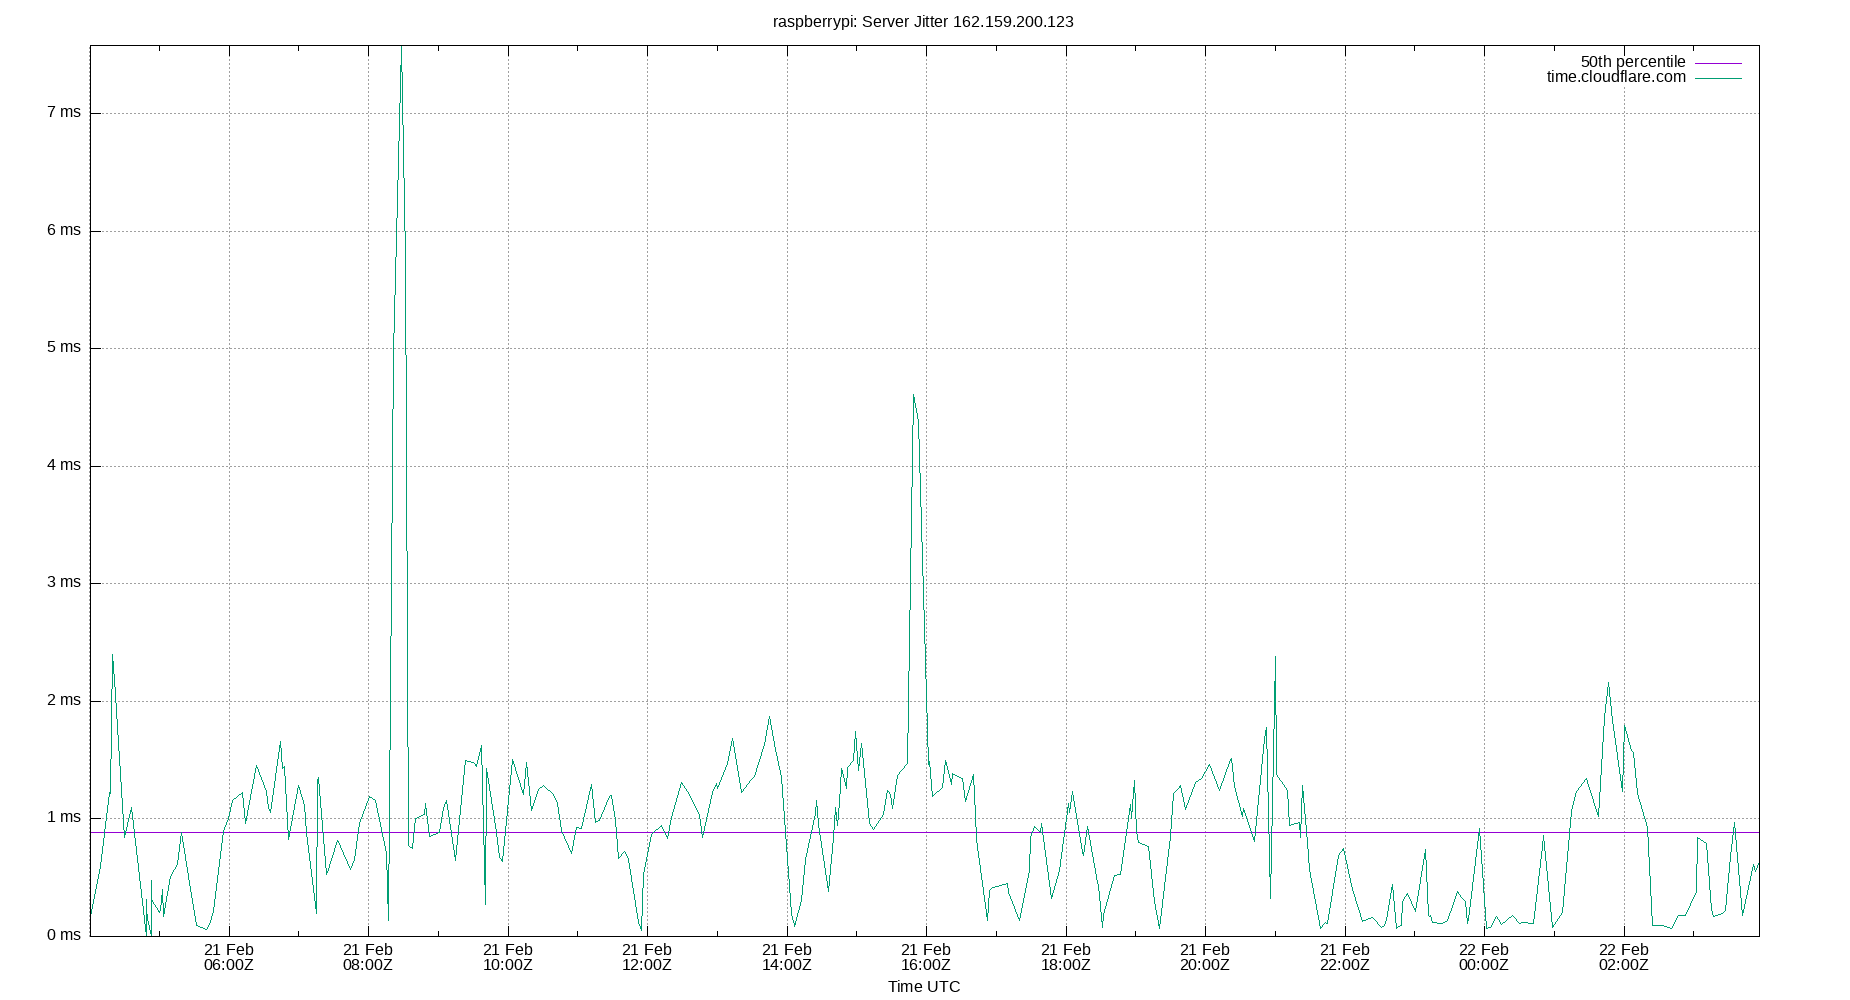 raspberrypi: Server Jitter 162.159.200.123
50th percentile
time.cloudflare.com
7 ms
6 ms
5 ms
4 ms
3 ms
2 ms
1 ms
0 ms
21 Feb 21 Feb 21 Feb 21 Feb 21 Feb 21 Feb 21 Feb 21 Feb 21 Feb 22 Feb 22 Feb
06:00Z 08:00Z 10:00Z 12:00Z 14:00Z 16:00Z 18:00Z 20:00Z 22:00Z 00:00Z 02:00Z
Time UTC